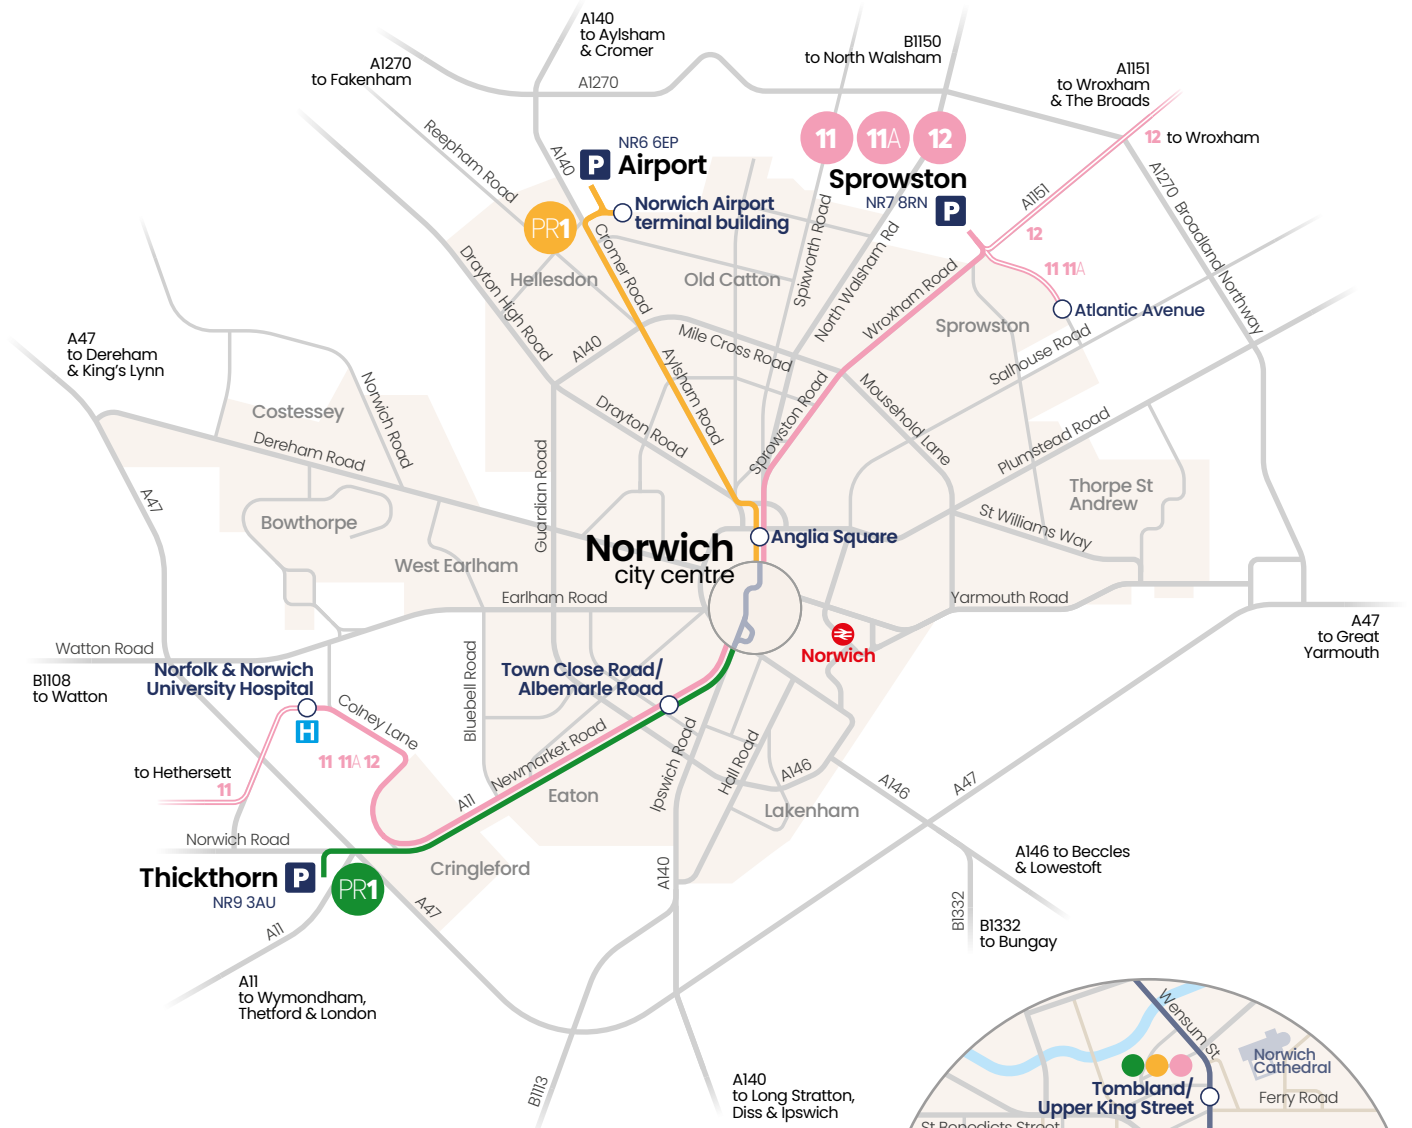 A140
to Aylsham
& Cromer
A1270
to Fakenham
A1270
B1150
to North Walsham
A1151
to Wroxham
& The Broads
12 to Wroxham
11
11A
12
Sprowston
NR7 8RN
P
NR6 6EP
P
Airport
A140
Reepham Road
Norwich Airport
terminal building
PR1
Cromer Road
Hellesdon
Old Catton
Spixworth Road
North Walsham Rd
A1151
12
11 11A
Atlantic Avenue
A1270 Broadland Northway
Wroxham Road
Sprowston
Salhouse Road
Drayton High Road
A140
Mile Cross Road
Aylsham Road
A47
to Dereham
& King's Lynn
Costessey
Norwich Road
Dereham Road
Drayton Road
Sprowston Road
Mousehold Lane
Plumstead Road
Thorpe St
Andrew
St Williams Way
A47
Bowthorpe
Guardian Road
West Earlham
Anglia Square
Norwich
city centre
Earlham Road
Yarmouth Road
Norwich
A47
to Great
Yarmouth
Watton Road
B1108
to Watton
Norfolk & Norwich
University Hospital
H
Colney Lane
Bluebell Road
Town Close Road/
Albemarle Road
11 11A 12
to Hethersett
11
Newmarket Road
A11
Eaton
Ipswich Road
Hall Road
A146
Lakenham
A146
A47
Norwich Road
Thickthorn
P
NR9 3AU
PR1
Cringleford
A47
A11
A140
A146 to Beccles
& Lowestoft
B1332
B1332
to Bungay
A11
to Wymondham,
Thetford & London
B1113
A140
to Long Stratton,
Diss & Ipswich
Wensum St
Norwich
Cathedral
Tombland/
Upper King Street
Ferry Road
St Benedicts Street